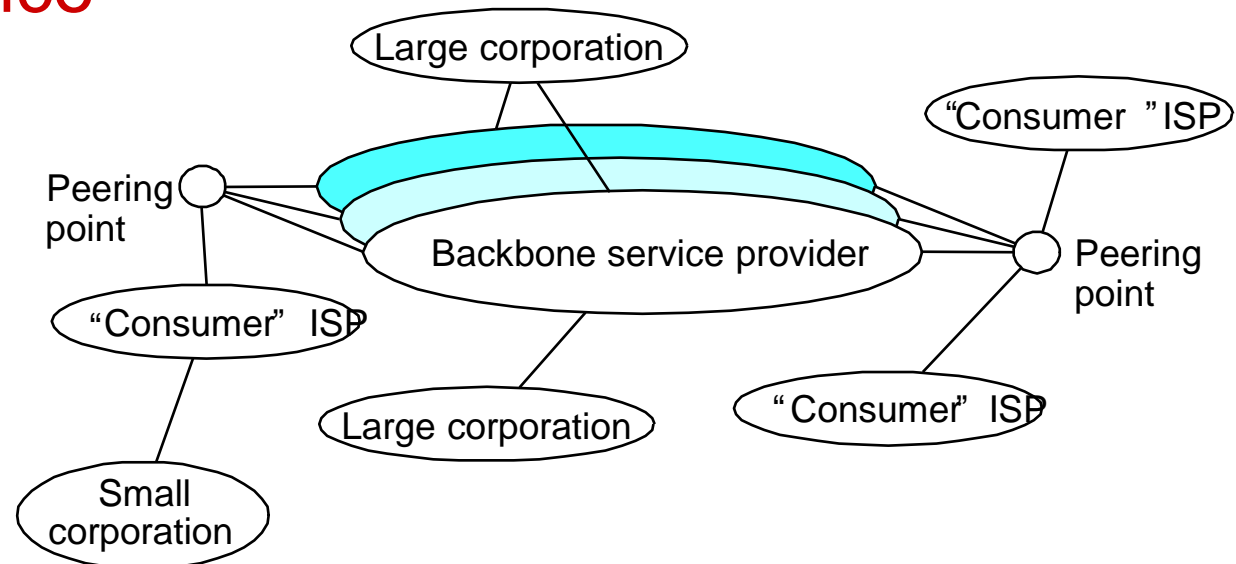 Large corporation
“Consumer ” ISP
Peering
point
Backbone service provider
Peering
point
“Consumer” ISP
Large corporation
“Consumer” ISP
Small
corporation